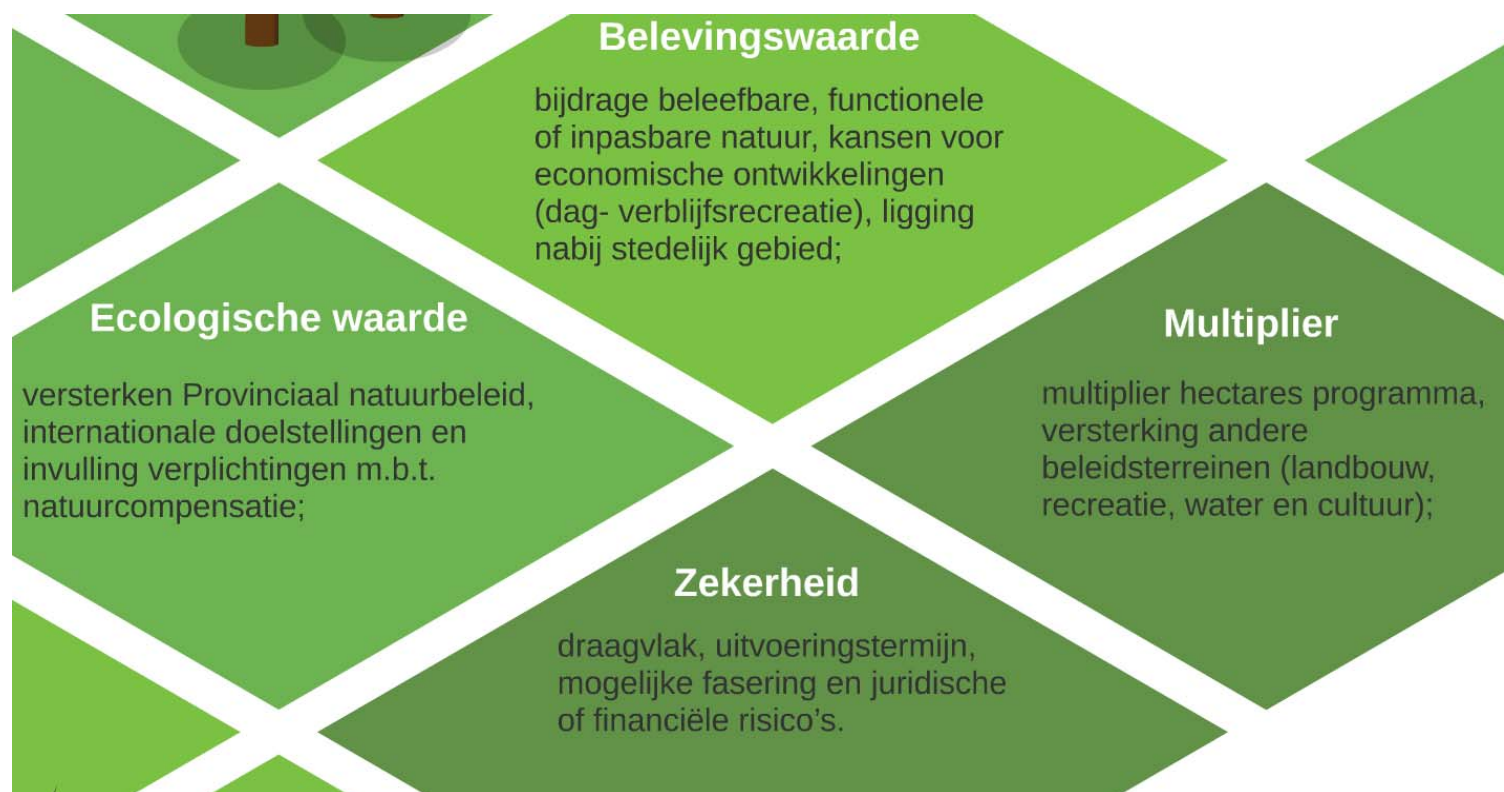 Belevingswaarde
bijdrage beleefbare, functionele
of inpasbare natuur, kansen voor
economische ontwikkelingen
(dag- verblijfsrecreatie), ligging
nabij stedelijk gebied;
Ecologische waarde
versterken Provinciaal natuurbeleid,
internationale doelstellingen en
invulling verplichtingen m.b.t.
natuurcompensatie;
Multiplier
multiplier hectares programma,
versterking andere
beleidsterreinen (landbouw,
recreatie, water en cultuur);
Zekerheid
draagvlak, uitvoeringstermijn,
mogelijke fasering en juridische
of financiële risico’s.